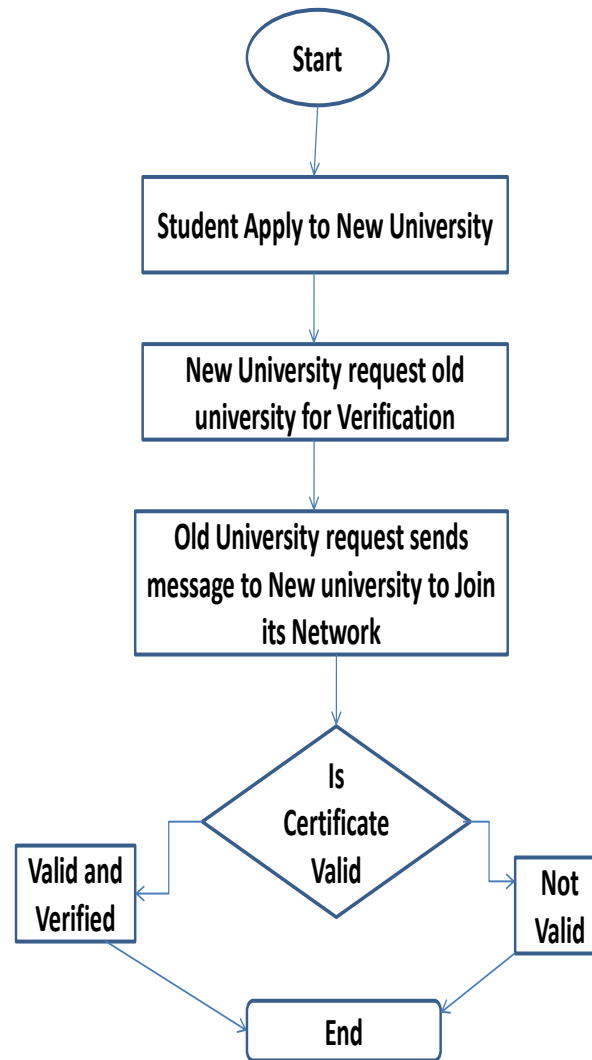 Start
Student Apply to New University
New University request old
university for Verification
Old University request sends
message to New university to Join
its Network
Is
Certificate
Valid
Valid and
Verified
Not
Valid
End